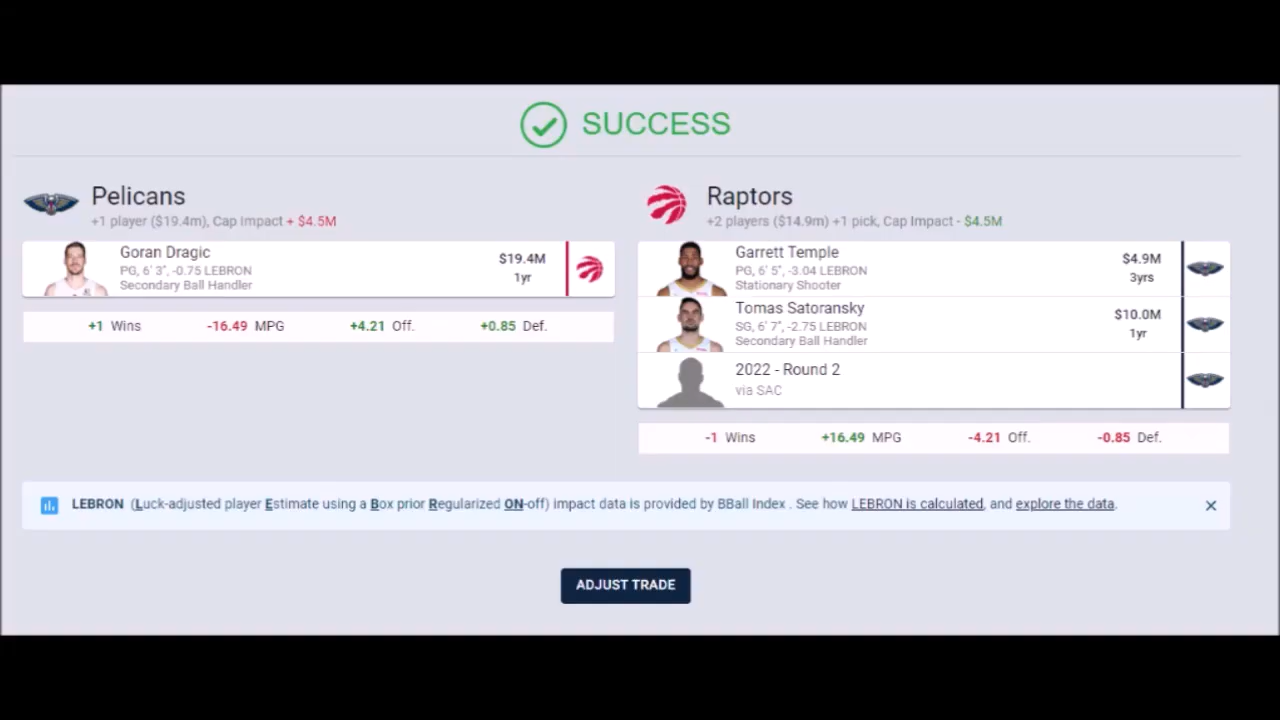 SUCCESS
Pelicans
+1 player ($19.4m), Cap Impact + $4.5M
Goran Dragic
PG, 6' 3", -0.75 LEBRON
Secondary Ball Handler
$19.4M
1yr
+1 Wins -16.49 MPG +4.21 Off. +0.85 Def.
Raptors
+2 players ($14.9m) +1 pick, Cap Impact - $4.5M
Garrett Temple
PG, 6' 5", -3.04 LEBRON
Stationary Shooter
$4.9M
3yrs
Tomas Satoransky
SG, 6' 7", -2.75 LEBRON
Secondary Ball Handler
$10.0M
1yr
2022 - Round 2
via SAC
-1 Wins +16.49 MPG -4.21 Off. -0.85 Def.
LEBRON (Luck-adjusted player Estimate using a Box prior Regularized ON-off) impact data is provided by BBall Index . See how LEBRON is calculated, and explore the data.
ADJUST TRADE